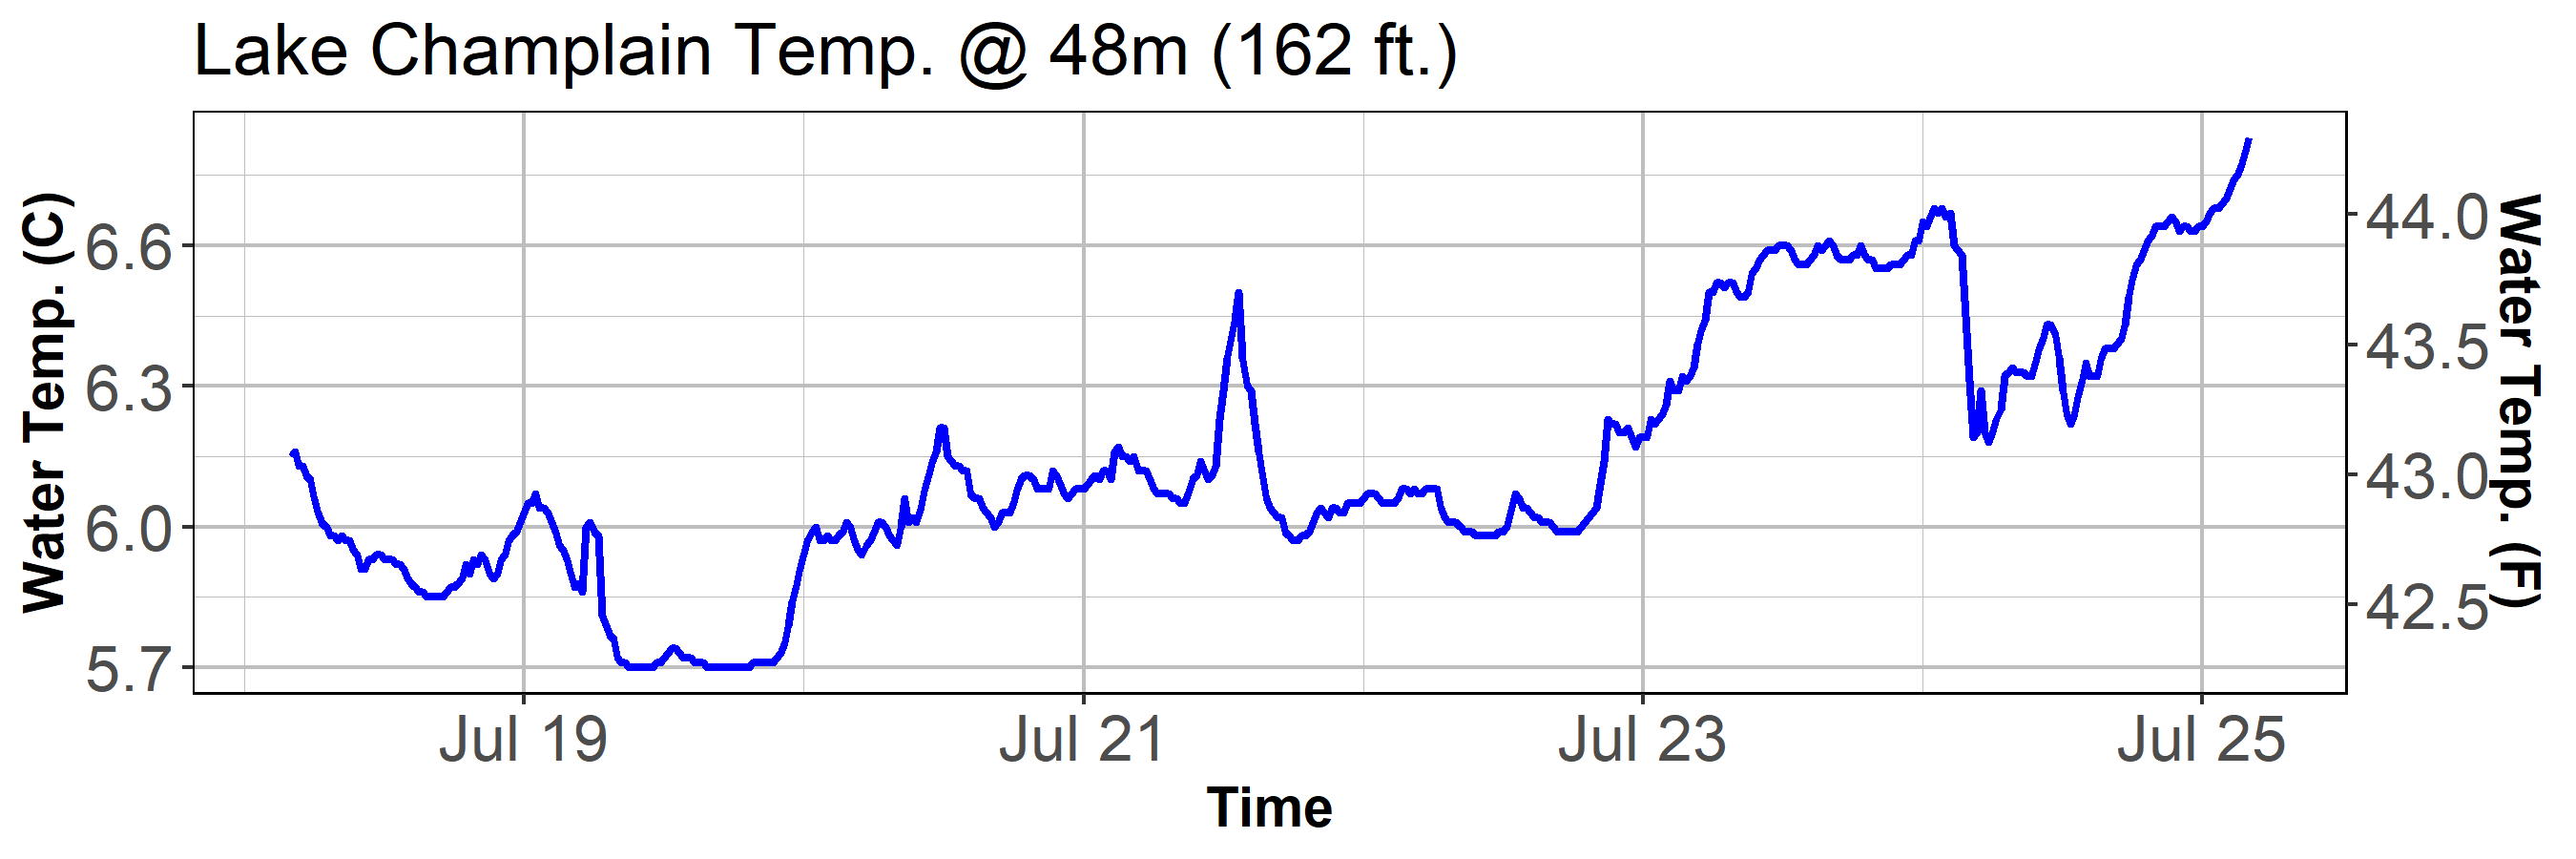 Lake Champlain Temp. @ 48m (162 ft.)
Water Temp. (C)
6.6
6.3
6.0
5.7
44.0
43.5
43.0
42.5
Water Temp. (F)
Jul 19
Jul 21
Jul 23
Jul 25
Time